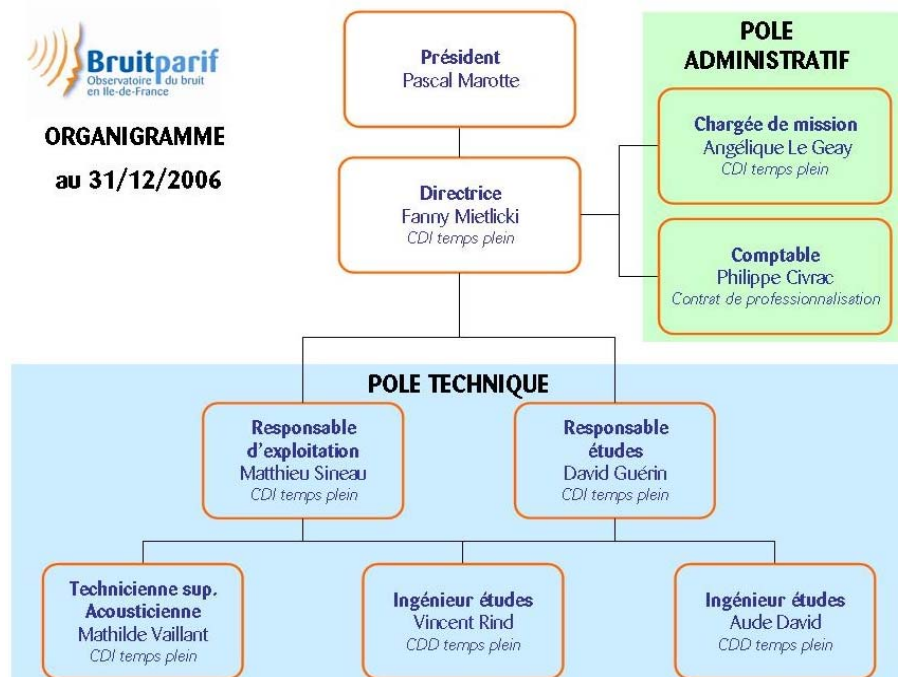 Bruitparif
Observatoire du bruit
en Ile-de-France
ORGANIGRAMME
au 31/12/2006
Président
Pascal Marotte
Directrice
Fanny Mietlicki
CDI temps plein
POLE
ADMINISTRATIF
Chargée de mission
Angélique Le Geay
CDI temps plein
Comptable
Philippe Civrac
Contrat de professionnalisation
POLE TECHNIQUE
Responsable
d'exploitation
Matthieu Sineau
CDI temps plein
Responsable
études
David Guérin
CDI temps plein
Technicienne sup.
Acousticienne
Mathilde Vaillant
CDI temps plein
Ingénieur études
Vincent Rind
CDD temps plein
Ingénieur études
Aude David
CDD temps plein